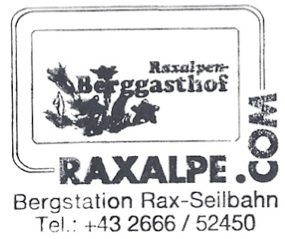 Raxalpen-
Berggasthof
RAXALPE.COM
Bergstation Rax-Seilbahn
Tel.: +43 2666 / 52450